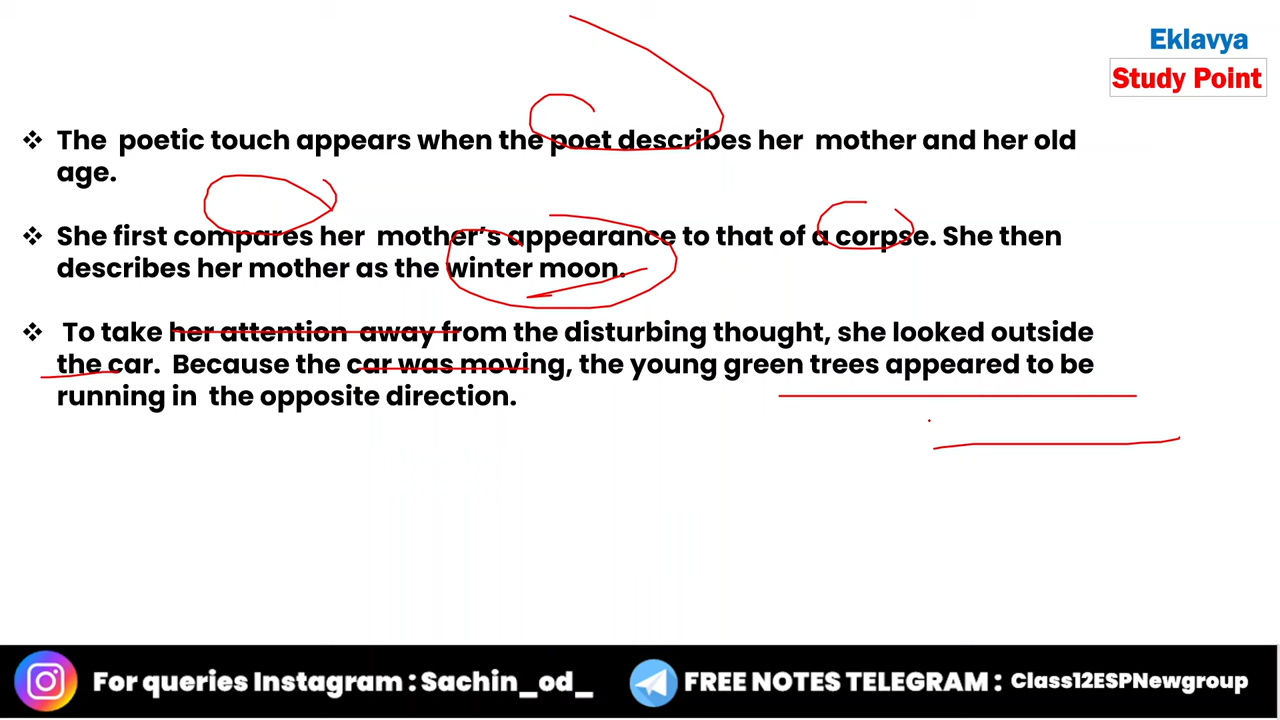 Eklavya
Study Point
❖ The poetic touch appears when the poet describes her mother and her old
age.
❖ She first compares her mother's appearance to that of a corpse. She then
describes her mother as the winter moon.
❖ To take her attention away from the disturbing thought, she looked outside
the car. Because the car was moving, the young green trees appeared to be
running in the opposite direction.
For queries Instagram : Sachin_od_
FREE NOTES TELEGRAM : Class12ESPNewgroup